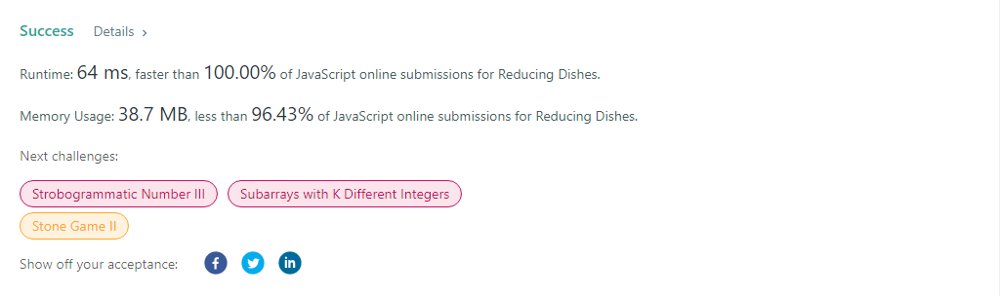 Success Details >
Runtime: 64 ms, faster than 100.00% of JavaScript online submissions for Reducing Dishes.
Memory Usage: 38.7 MB, less than 96.43% of JavaScript online submissions for Reducing Dishes.
Next challenges:
Strobogrammatic Number III Subarrays with K Different Integers
Stone Game II
Show off your acceptance: f in